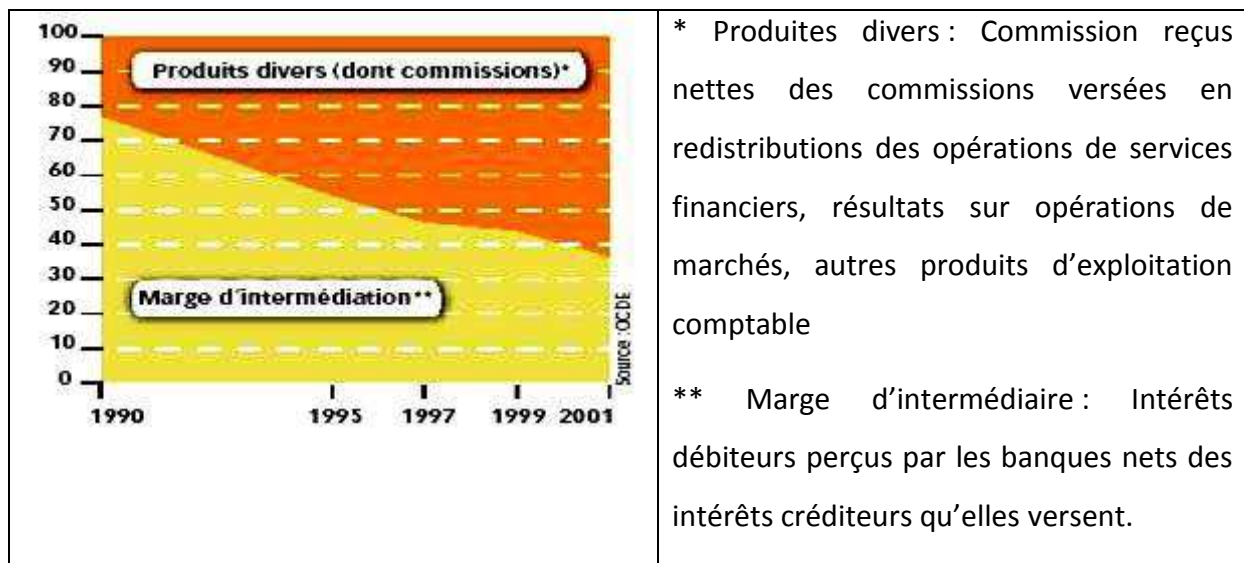 100
90
80
70
60
50
40
30
20
10
0
Produits divers (dont commissions)*
Marge d'intermédiation**
Source :OCDE
1990 1995 1997 1999 2001
* Produites divers : Commission reçus
nettes des commissions versées en
redistributions des opérations de services
financiers, résultats sur opérations de
marchés, autres produits d'exploitation
comptable
** Marge d'intermédiaire : Intérêts
débiteurs perçus par les banques nets des
intérêts créditeurs qu'elles versent.